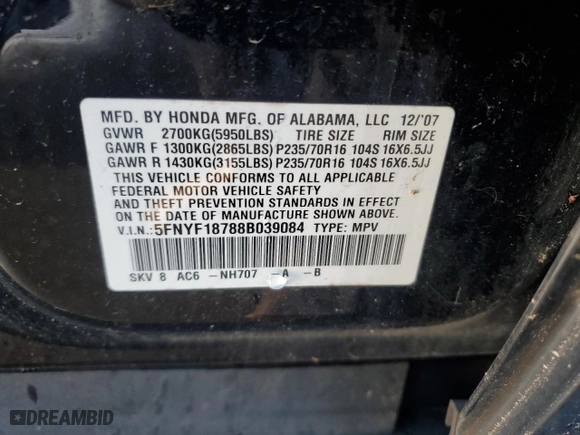 MFD. BY HONDA MFG. OF ALABAMA, LLC 12/'07
GVWR 2700KG(5950LBS) TIRE SIZE RIM SIZE
GAWR F 1300KG(2865LBS) P235/70R16 104S 16X6.5JJ
GAWR R 1430KG(3155LBS) P235/70R16 104S 16X6.5JJ
THIS VEHICLE CONFORMS TO ALL APPLICABLE
FEDERAL MOTOR VEHICLE SAFETY
AND THEFT PREVENTION STANDARDS IN EFFECT
ON THE DATE OF MANUFACTURE SHOWN ABOVE.
V.I.N.: 5FNYF18788B039084 TYPE: MPV
SKV 8 AC6 -NH707 -A -B
DREAMBID